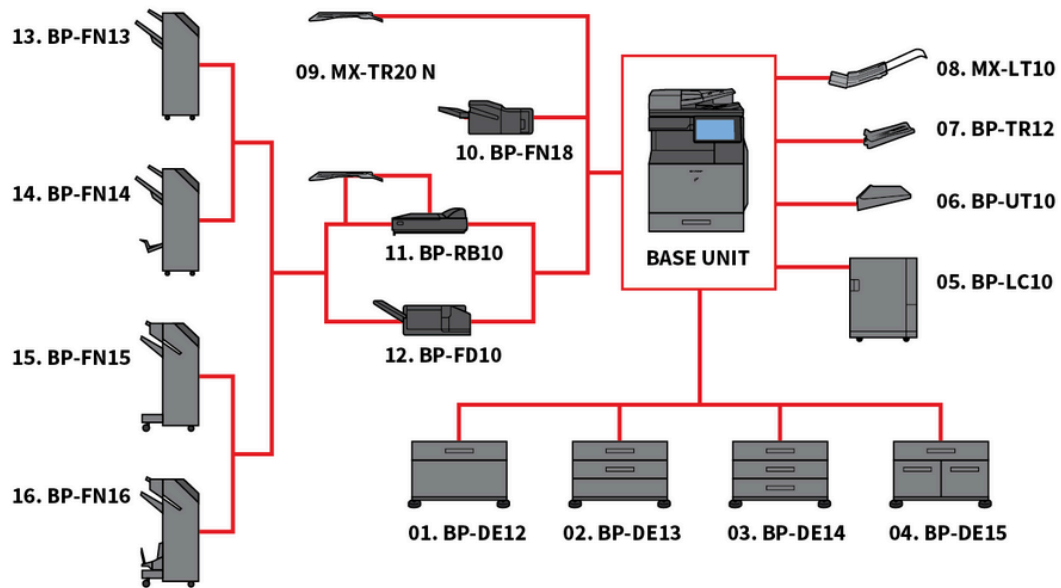 13. BP-FN13
09. MX-TR20 N
08. MX-LT10
07. BP-TR12
10. BP-FN18
14. BP-FN14
06. BP-UT10
11. BP-RB10
BASE UNIT
05. BP-LC10
15. BP-FN15
12. BP-FD10
16. BP-FN16
01. BP-DE12
02. BP-DE13
03. BP-DE14
04. BP-DE15